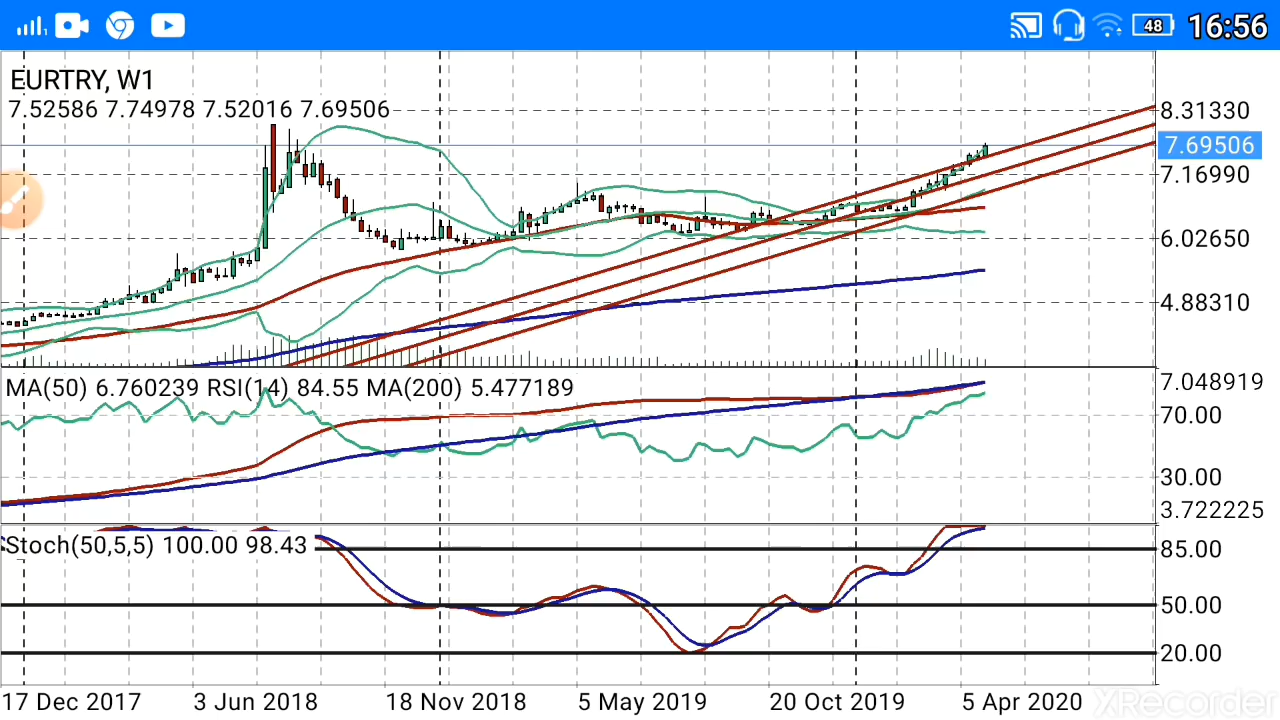 48 16:56
EURTRY, W1
7.52586 7.74978 7.52016 7.69506
8.31330
7.69506
7.16990
6.02650
4.88310
MA(50) 6.760239 RSI(14) 84.55 MA(200) 5.477189
7.048919
70.00
30.00
3.722225
Stoch(50,5,5) 100.00 98.43
85.00
50.00
20.00
17 Dec 2017 3 Jun 2018 18 Nov 2018 5 May 2019 20 Oct 2019 5 Apr 2020
XRecorder